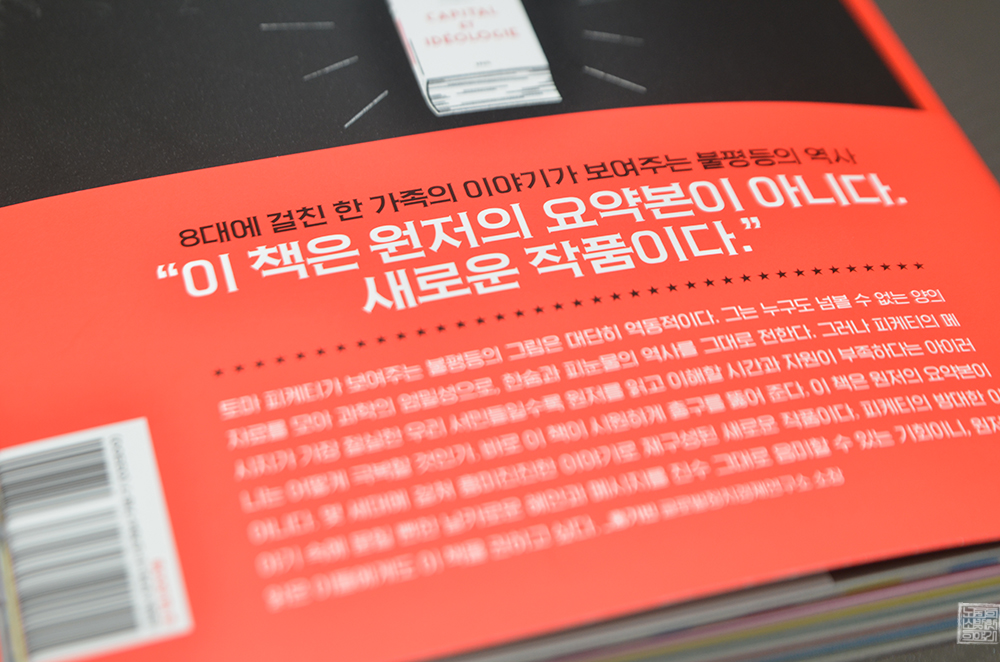 CAPITAL
ET
IDÉOLOGIE
8대에 걸친 한 가족의 이야기가 보여주는 불평등의 역사
“이 책은 원저의 요약본이 아니다.
새로운 작품이다.”
토마 피케티가 보여주는 불평등의 그림은 대단히 역동적이다. 그는 누구도 넘볼 수 없는 양의
자료를 모아 과학의 엄밀성으로, 한숨과 피눈물의 역사를 그대로 전한다. 그러나 피케티의 메
시지가 가장 절실한 우리 서민들일수록 원저를 읽고 이해할 시간과 자원이 부족하다는 아이러
니는 어떻게 극복할 것인가. 바로 이 책이 시원하게 출구를 뚫어 준다. 이 책은 원저의 요약본이
아니다. 몇 세대에 걸쳐 흥미진진한 이야기로 재구성된 새로운 작품이다. 피케티의 방대한 이
야기 속에 묻힐 뻔한 날카로운 혜안과 메시지를 진수 그대로 음미할 수 있는 기회이니, 원저
읽은 이들에게도 이 책을 권하고 싶다.